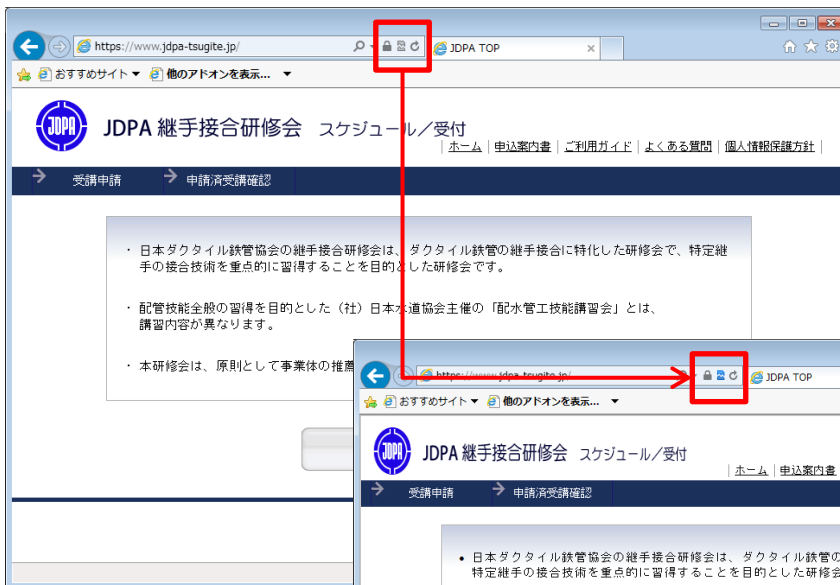 https://www.jdpa-tsugite.jp/
JDPA TOP
おすすめサイト ▼ 他のアドオンを表示... ▼
JDPA
JDPA 継手接合研修会 スケジュール／受付
｜ホーム｜申込案内書｜ご利用ガイド｜よくある質問｜個人情報保護方針｜
受講申請 申請済受講確認
・ 日本ダクタイル鉄管協会の継手接合研修会は、ダクタイル鉄管の継手接合に特化した研修会で、特定継
手の接合技術を重点的に習得することを目的とした研修会です。
・ 配管技能全般の習得を目的とした（社）日本水道協会主催の「配水管工技能講習会」とは、
講習内容が異なります。
・ 本研修会は、原則として事業体の推薦
https://www.jdpa-tsugite.jp/
JDPA TOP
おすすめサイト ▼ 他のアドオンを表示... ▼
JDPA
JDPA 継手接合研修会 スケジュール／受付
｜ホーム｜申込案内書
受講申請 申請済受講確認
• 日本ダクタイル鉄管協会の継手接合研修会は、ダクタイル鉄管の
特定継手の接合技術を重点的に習得することを目的とした研修会